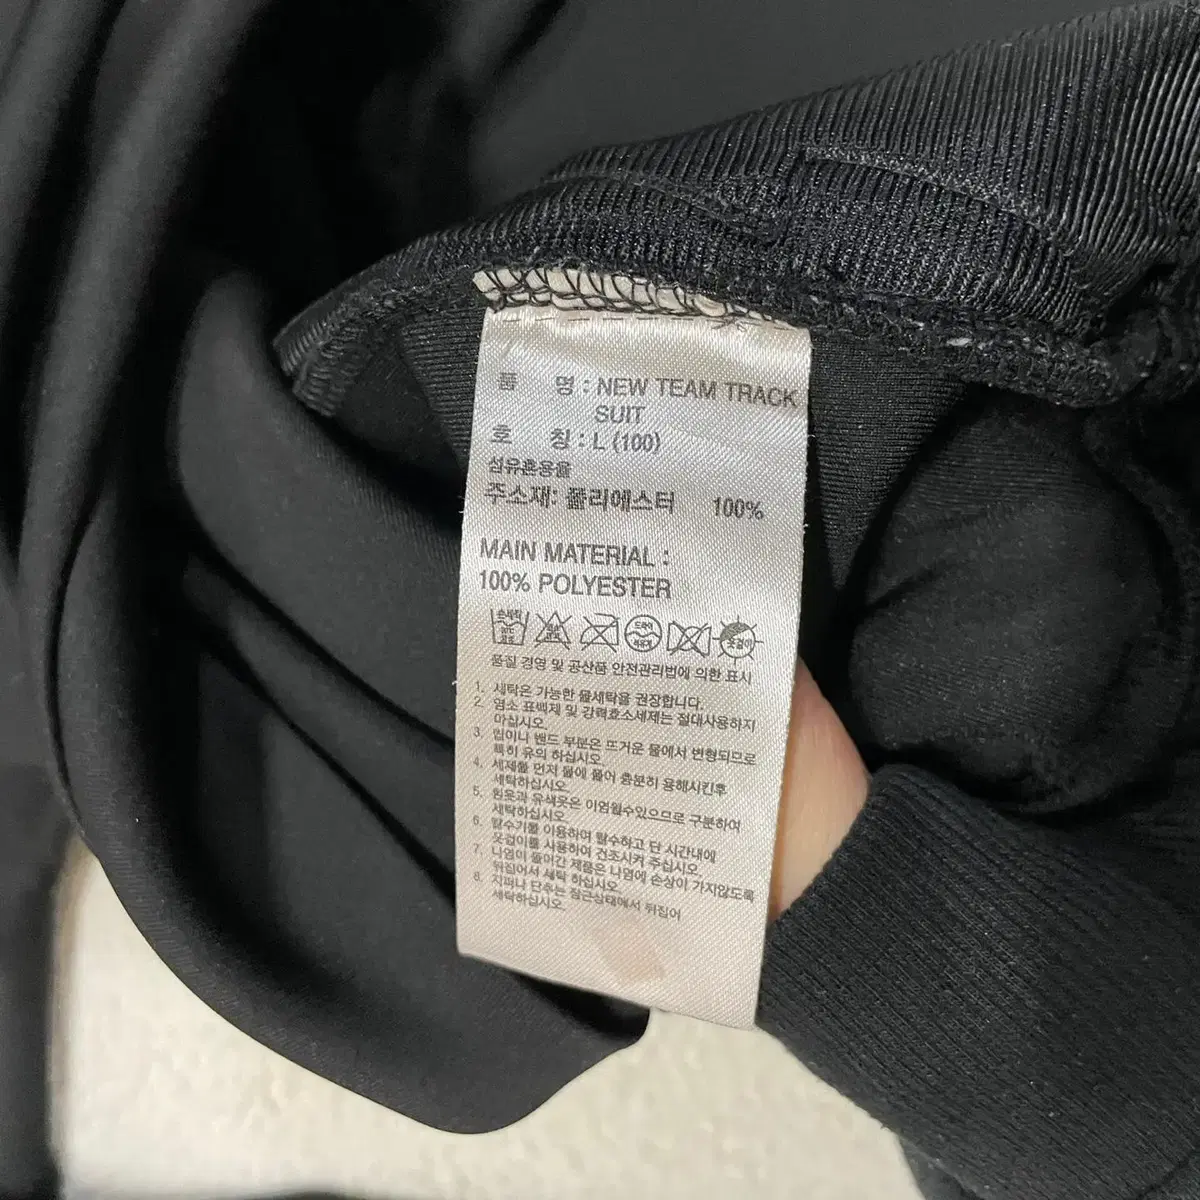 품 명 : NEW TEAM TRACK
SUIT
호 칭 : L (100)
섬유혼용율
주소재: 폴리에스터 100%
MAIN MATERIAL :
100% POLYESTER
손세탁
드라이
옷걸이
품질 경영 및 공산품 안전관리법에 의한 표시
1. 세탁은 가능한 물세탁을 권장합니다.
2. 염소 표백제 및 강력효소세제는 절대사용하지
마십시오.
3. 립이나 밴드 부분은 뜨거운 물에서 변형되므로
특히 유의 하십시오.
4. 세제를 먼저 물에 풀어 충분히 용해시킨후
세탁하십시오.
5. 흰옷과 유색옷은 이염될수있으므로 구분하여
세탁하십시오.
6. 탈수기를 이용하여 탈수하고 단 시간내에
옷걸이를 사용하여 건조시켜 주십시오.
7. 나염이 들어간 제품은 나염에 손상이 가지않도록
뒤집어서 세탁 하십시오.
8. 지퍼나 단추는 잠근상태에서 뒤집어
세탁하십시오.